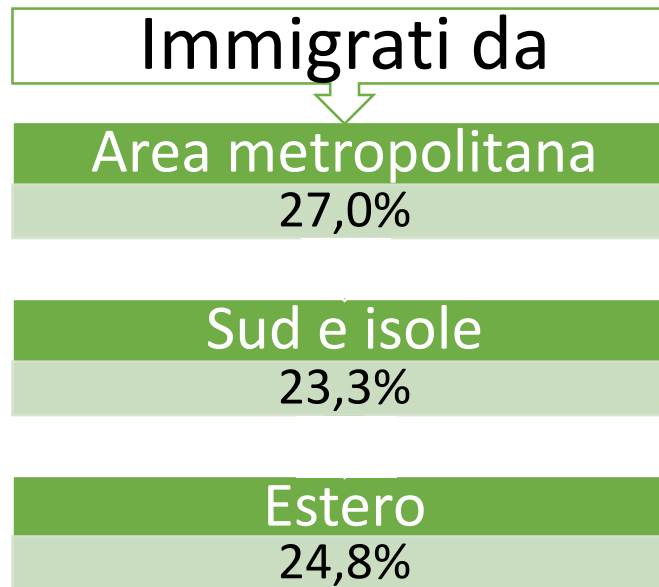 Immigrati da
Area metropolitana
27,0%
Sud e isole
23,3%
Estero
24,8%